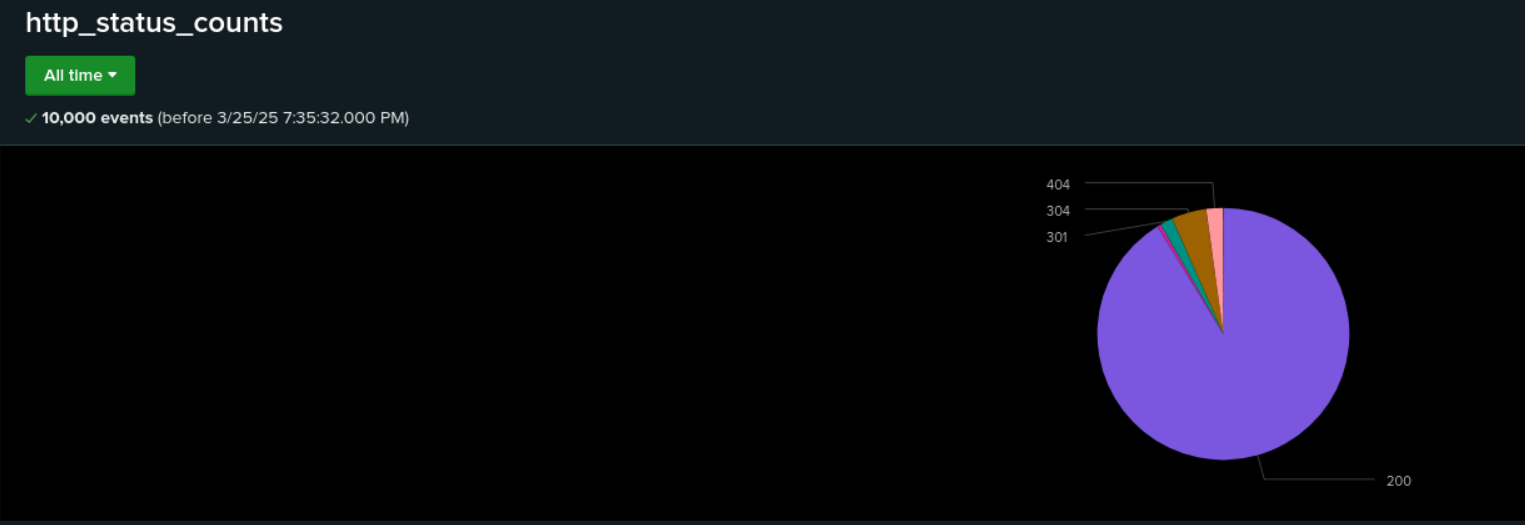 http_status_counts
All time
10,000 events (before 3/25/25 7:35:32.000 PM)
404
304
301
200